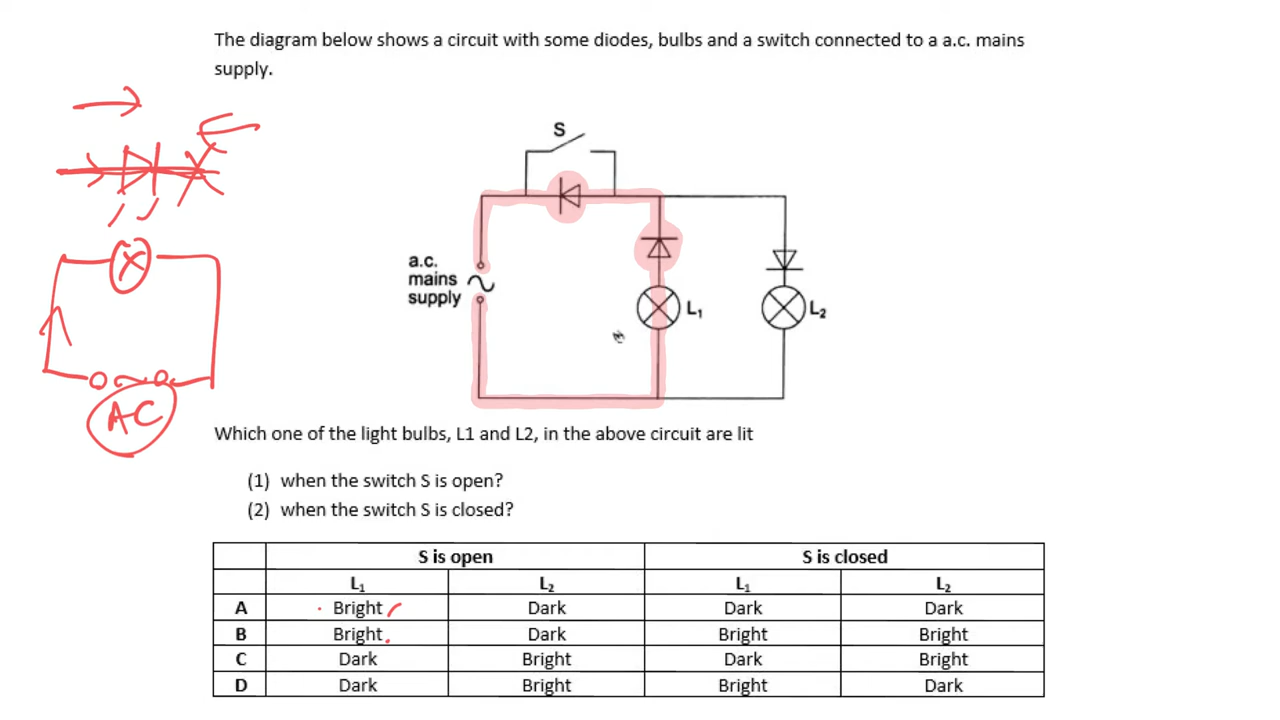 The diagram below shows a circuit with some diodes, bulbs and a switch connected to a a.c. mains
supply.
S
a.c.
mains
supply
L₁
L₂
AC
Which one of the light bulbs, L1 and L2, in the above circuit are lit
(1) when the switch S is open?
(2) when the switch S is closed?
S is open S is closed
L₁ L₂ L₁ L₂
A Bright Dark Dark Dark
B Bright Dark Bright Bright
C Dark Bright Dark Bright
D Dark Bright Bright Dark